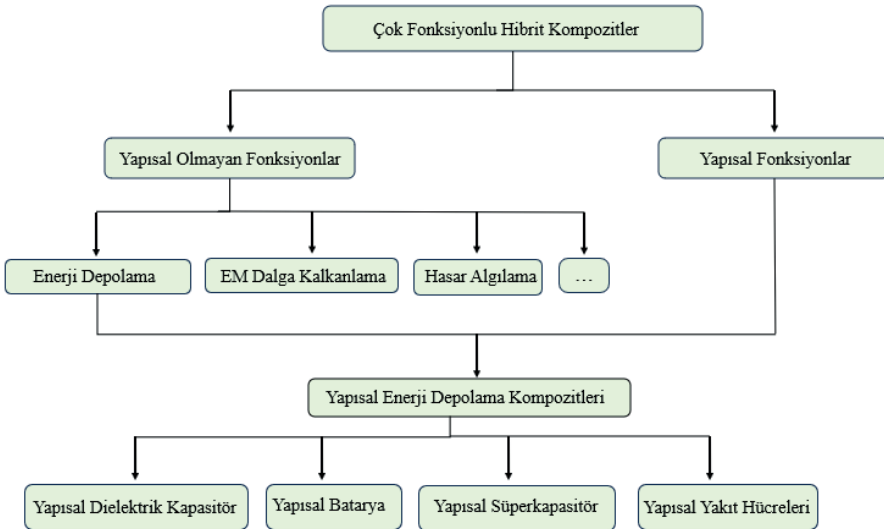 Çok Fonksiyonlu Hibrit Kompozitler
Yapısal Olmayan Fonksiyonlar
Yapısal Fonksiyonlar
Enerji Depolama
EM Dalga Kalkanlama
Hasar Algılama
…
Yapısal Enerji Depolama Kompozitleri
Yapısal Dielektrik Kapasitör
Yapısal Batarya
Yapısal Süperkapasitör
Yapısal Yakıt Hücreleri